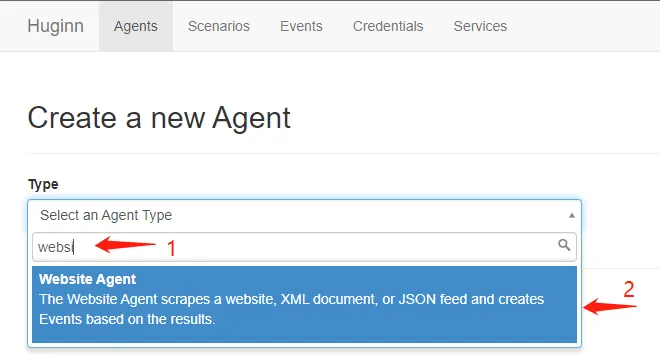 Huginn Agents Scenarios Events Credentials Services
Create a new Agent
Type
Select an Agent Type
websi 1
Website Agent
The Website Agent scrapes a website, XML document, or JSON feed and creates 2
Events based on the results.